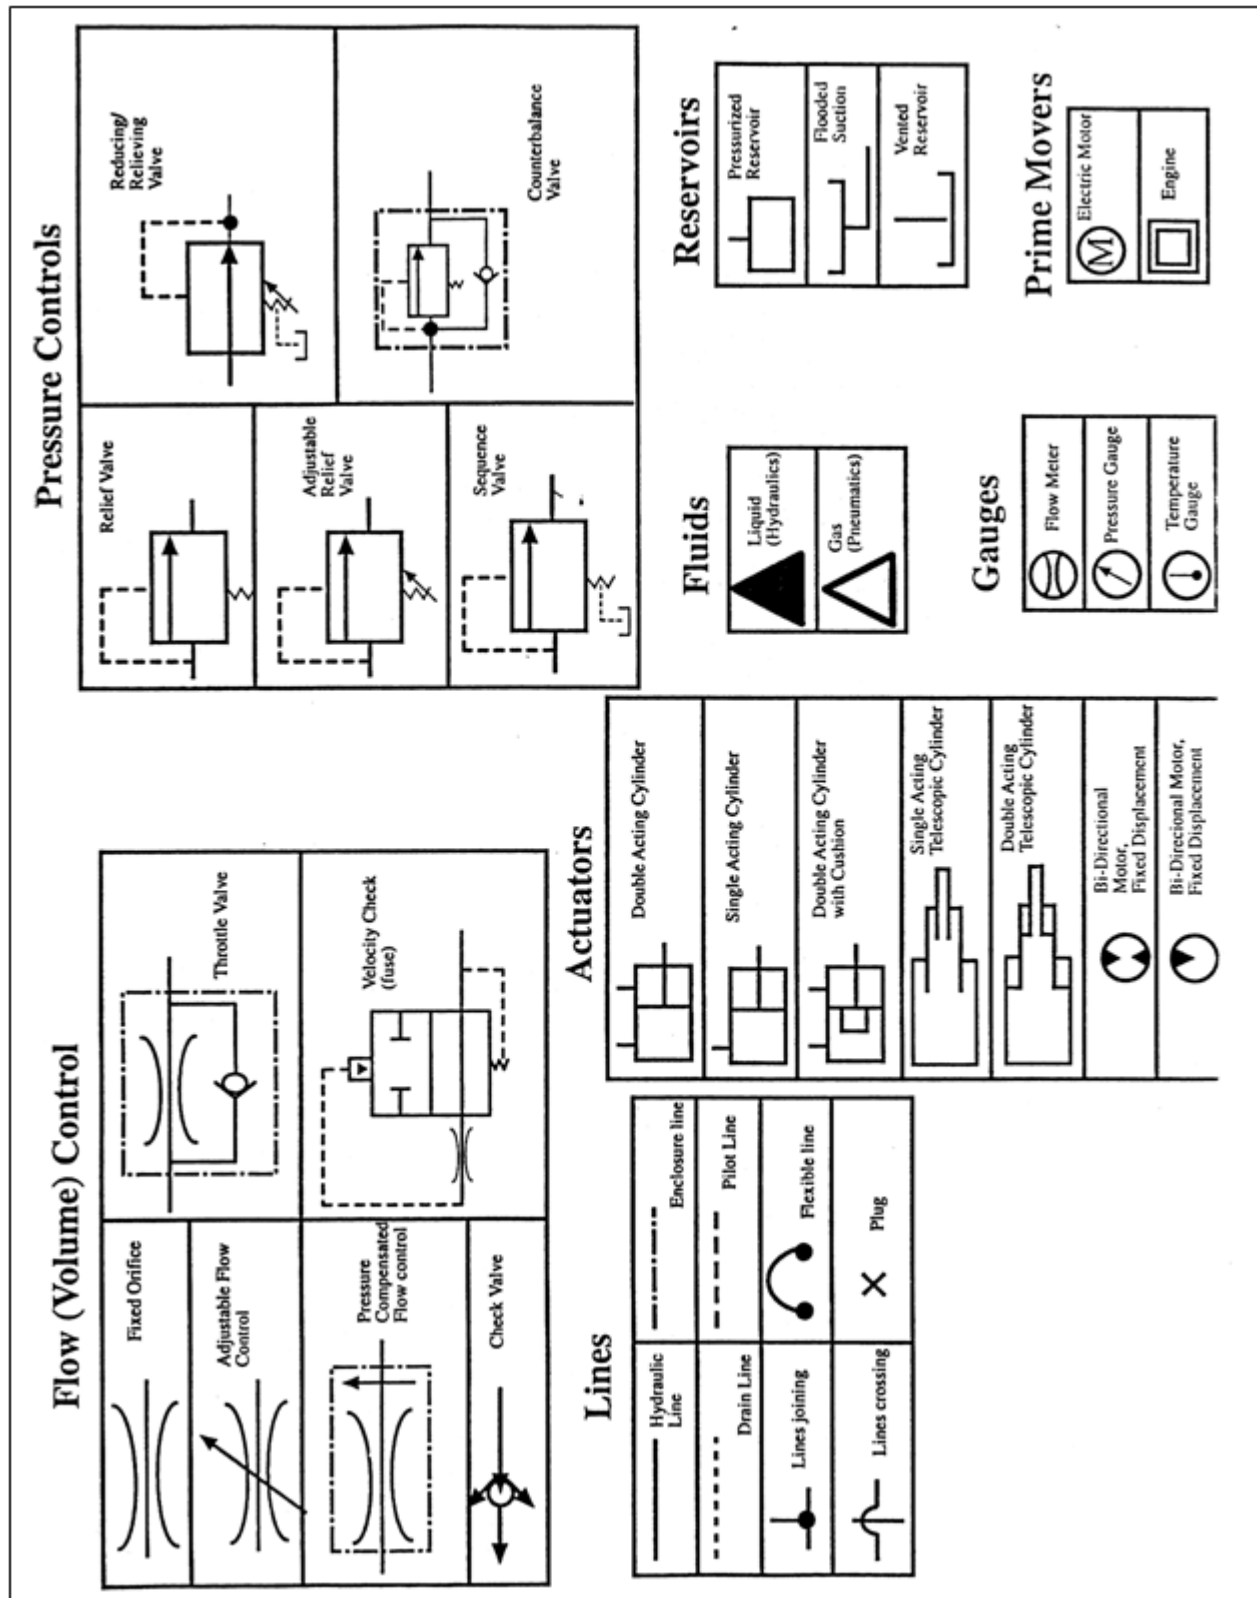 Flow (Volume) Control
Fixed Orifice
Adjustable Flow
Control
Pressure
Compensated
Flow control
Check Valve
Throttle Valve
Velocity Check
(fuse)
Pressure Controls
Relief Valve
Adjustable
Relief
Valve
Sequence
Valve
Reducing/
Relieving
Valve
Counterbalance
Valve
Lines
Hydraulic
Line
Enclosure line
Drain Line
Pilot Line
Lines joining
Flexible line
Lines crossing
Plug
Actuators
Double Acting Cylinder
Single Acting Cylinder
Double Acting Cylinder
with Cushion
Single Acting
Telescopic Cylinder
Double Acting
Telescopic Cylinder
Bi-Directional
Motor,
Fixed Displacement
Bi-Direcional Motor,
Fixed Displacement
Fluids
Liquid
(Hydraulics)
Gas
(Pneumatics)
Reservoirs
Pressurized
Reservoir
Flooded
Suction
Vented
Reservoir
Gauges
Flow Meter
Pressure Gauge
Temperature
Gauge
Prime Movers
M
Electric Motor
Engine